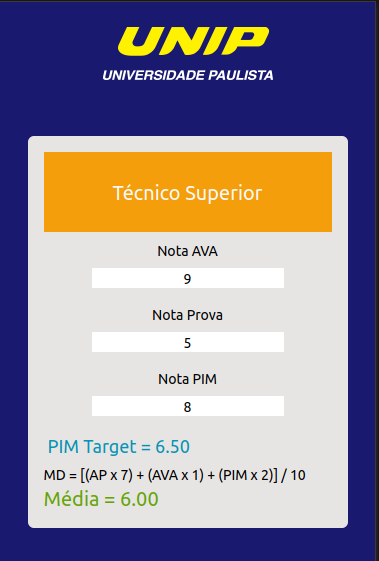 UNIP
UNIVERSIDADE PAULISTA
Técnico Superior
Nota AVA
9
Nota Prova
5
Nota PIM
8
PIM Target = 6.50
MD = [(AP x 7) + (AVA x 1) + (PIM x 2)] / 10
Média = 6.00